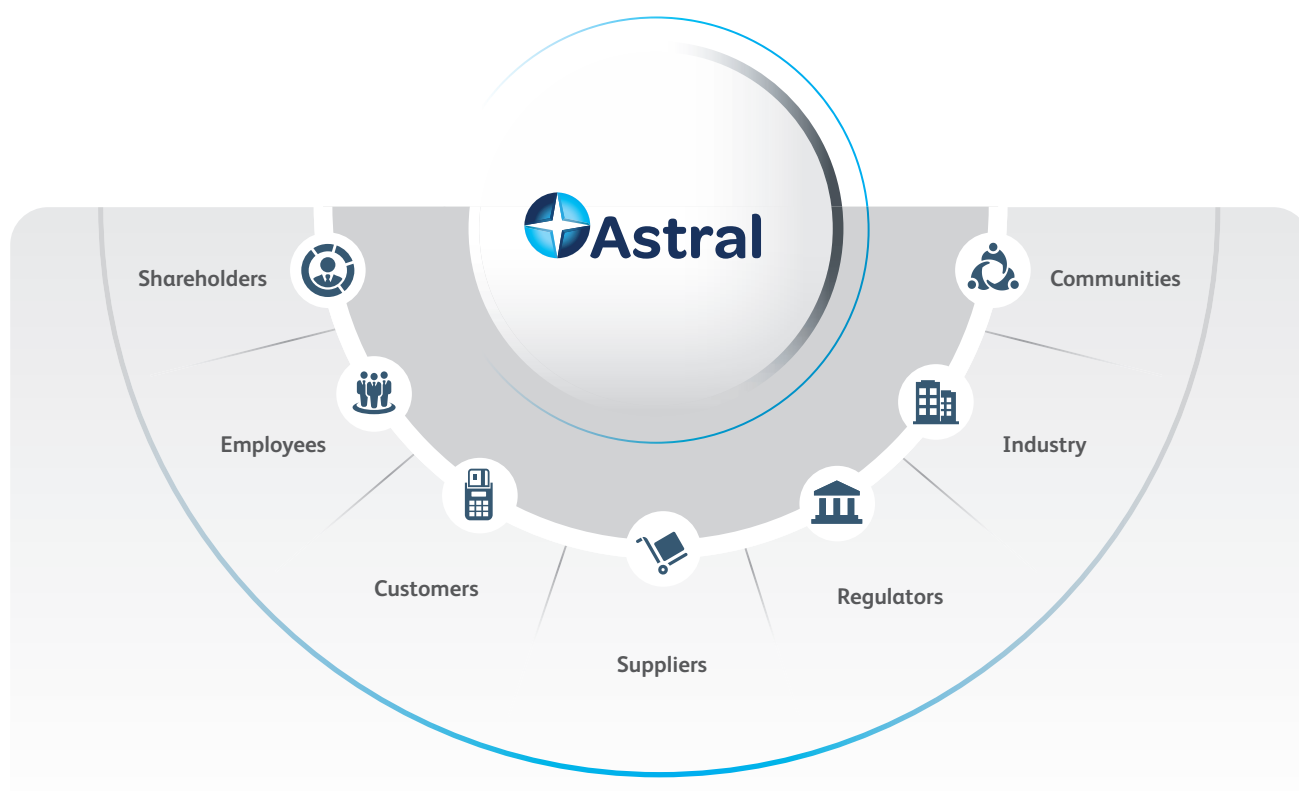 Astral
Shareholders
Communities
Employees
Industry
Customers
Regulators
Suppliers